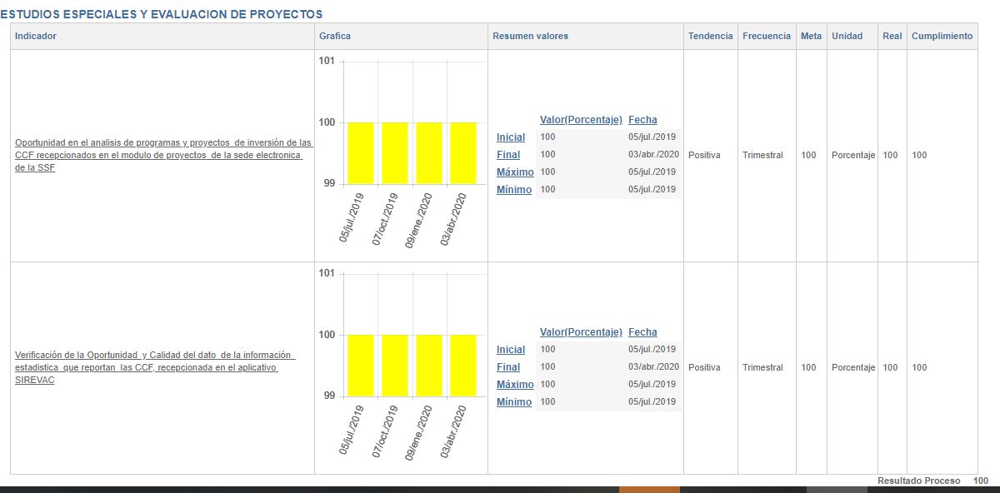 ESTUDIOS ESPECIALES Y EVALUACION DE PROYECTOS
Indicador Grafica Resumen valores Tendencia Frecuencia Meta Unidad Real Cumplimiento
Oportunidad en el analisis de programas y proyectos de inversión de las
CCF recepcionados en el modulo de proyectos de la sede electronica
de la SSF
101
100
99
05/jul./2019 07/oct./2019 09/ene./2020 03/abr./2020
Valor(Porcentaje) Fecha
Inicial 100 05/jul./2019
Final 100 03/abr./2020
Máximo 100 05/jul./2019
Mínimo 100 05/jul./2019
Positiva Trimestral 100 Porcentaje 100 100
Verificación de la Oportunidad y Calidad del dato de la información
estadistica que reportan las CCF, recepcionada en el aplicativo
SIREVAC
101
100
99
05/jul./2019 07/oct./2019 09/ene./2020 03/abr./2020
Valor(Porcentaje) Fecha
Inicial 100 05/jul./2019
Final 100 03/abr./2020
Máximo 100 05/jul./2019
Mínimo 100 05/jul./2019
Positiva Trimestral 100 Porcentaje 100 100
Resultado Proceso 100